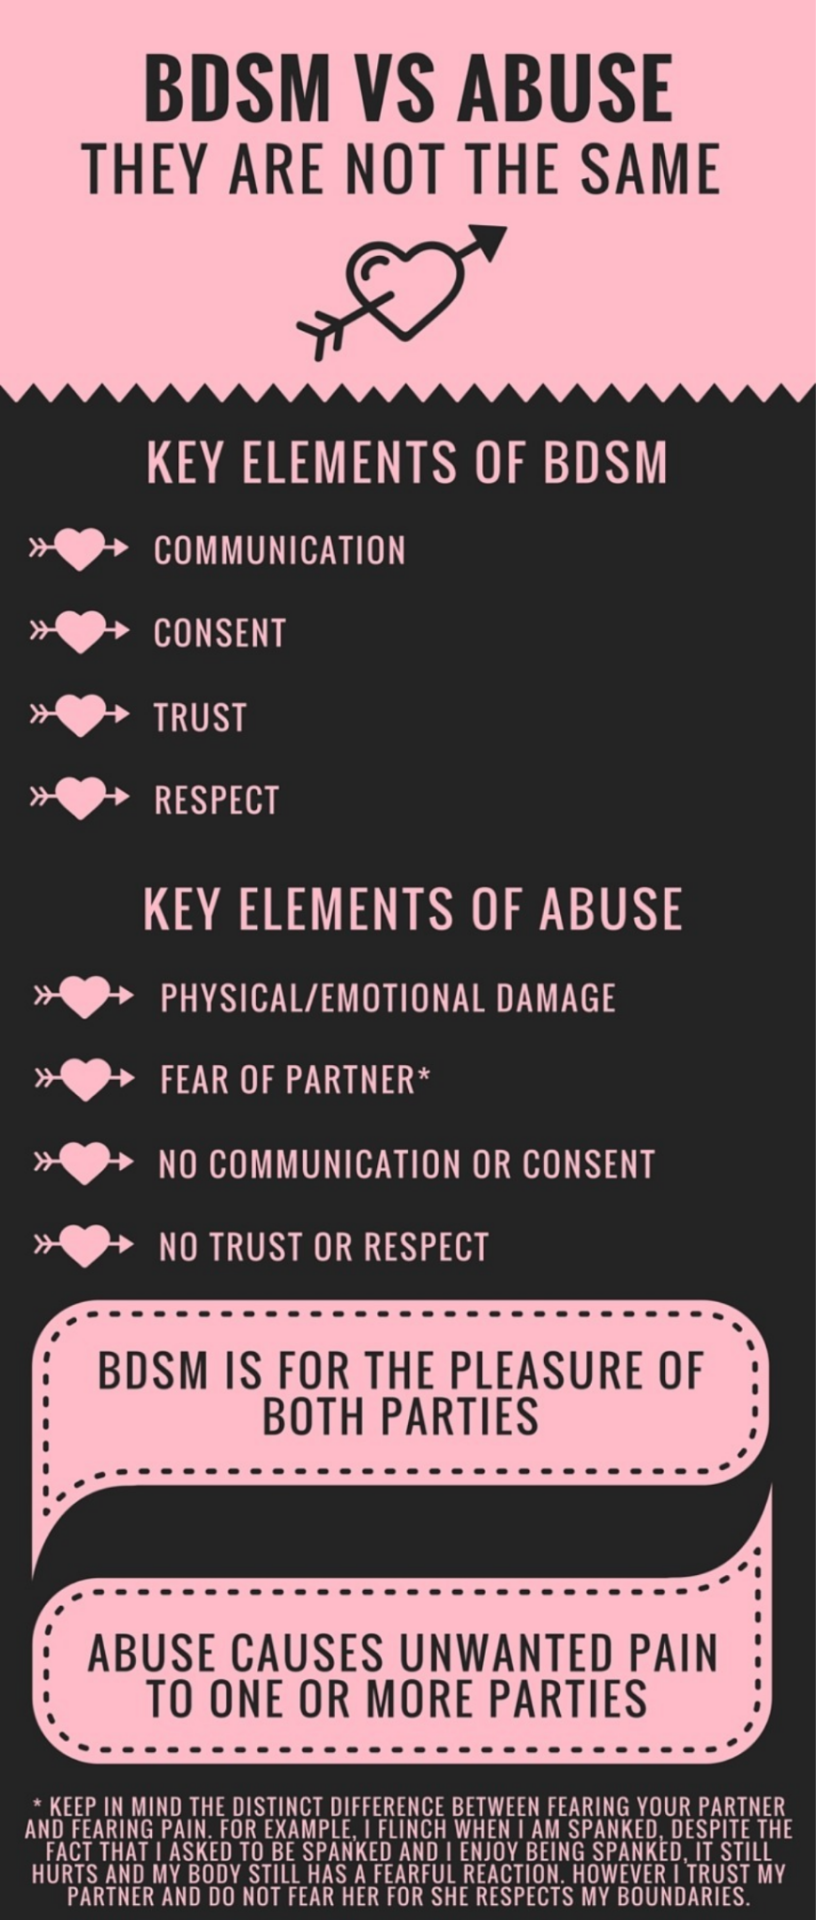 BDSM VS ABUSE
THEY ARE NOT THE SAME
KEY ELEMENTS OF BDSM
COMMUNICATION
CONSENT
TRUST
RESPECT
KEY ELEMENTS OF ABUSE
PHYSICAL/EMOTIONAL DAMAGE
FEAR OF PARTNER*
NO COMMUNICATION OR CONSENT
NO TRUST OR RESPECT
BDSM IS FOR THE PLEASURE OF
BOTH PARTIES
ABUSE CAUSES UNWANTED PAIN
TO ONE OR MORE PARTIES
* KEEP IN MIND THE DISTINCT DIFFERENCE BETWEEN FEARING YOUR PARTNER
AND FEARING PAIN. FOR EXAMPLE, I FLINCH WHEN I AM SPANKED, DESPITE THE
FACT THAT I ASKED TO BE SPANKED AND I ENJOY BEING SPANKED, IT STILL
HURTS AND MY BODY STILL HAS A FEARFUL REACTION. HOWEVER I TRUST MY
PARTNER AND DO NOT FEAR HER FOR SHE RESPECTS MY BOUNDARIES.